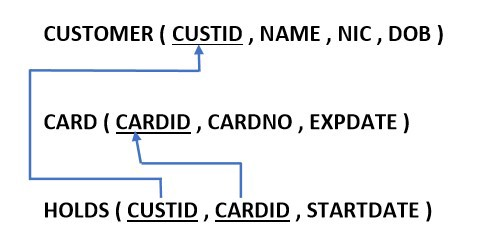 CUSTOMER ( CUSTID , NAME , NIC , DOB )
CARD ( CARDID , CARDNO , EXPDATE )
HOLDS ( CUSTID , CARDID , STARTDATE )